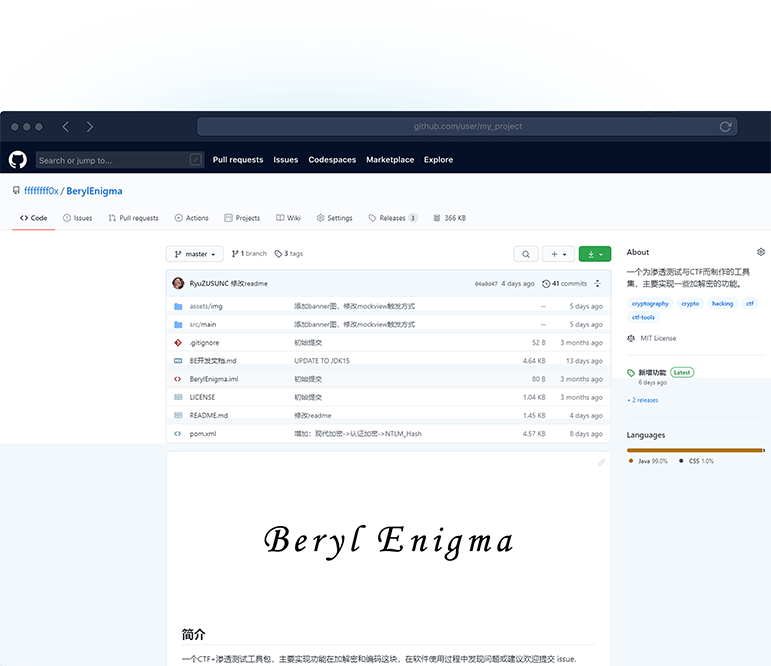 github.com/user/my_project
Search or jump to... /
Pull requests Issues Codespaces Marketplace Explore
ffffffff0x / BerylEnigma
Code Issues Pull requests Actions Projects Wiki Settings Releases 3 366 KB
master 1 branch 3 tags
RyuZUSUNC 修改readme 04a0d47 4 days ago 41 commits
assets/img 添加banner图，修改mockview触发方式 -- 5 days ago
src/main 添加banner图，修改mockview触发方式 -- 5 days ago
.gitignore 初始提交 52 B 3 months ago
BE开发文档.md UPDATE TO JDK15 4.64 KB 13 days ago
BerylEnigma.iml 初始提交 80 B 3 months ago
LICENSE 初始提交 1.04 KB 3 months ago
README.md 修改readme 1.45 KB 4 days ago
pom.xml 增加：现代加密->认证加密->NTLM_Hash 4.57 KB 8 days ago
About
一个为渗透测试与CTF而制作的工具
集，主要实现一些加解密的功能。
cryptography crypto hacking ctf
ctf-tools
MIT License
新增功能 Latest
6 days ago
+ 2 releases
Languages
Java 99.0% CSS 1.0%
Beryl Enigma
简介
一个CTF+渗透测试工具包，主要实现功能在加解密和编码这块，在软件使用过程中发现问题或建议欢迎提交 issue.